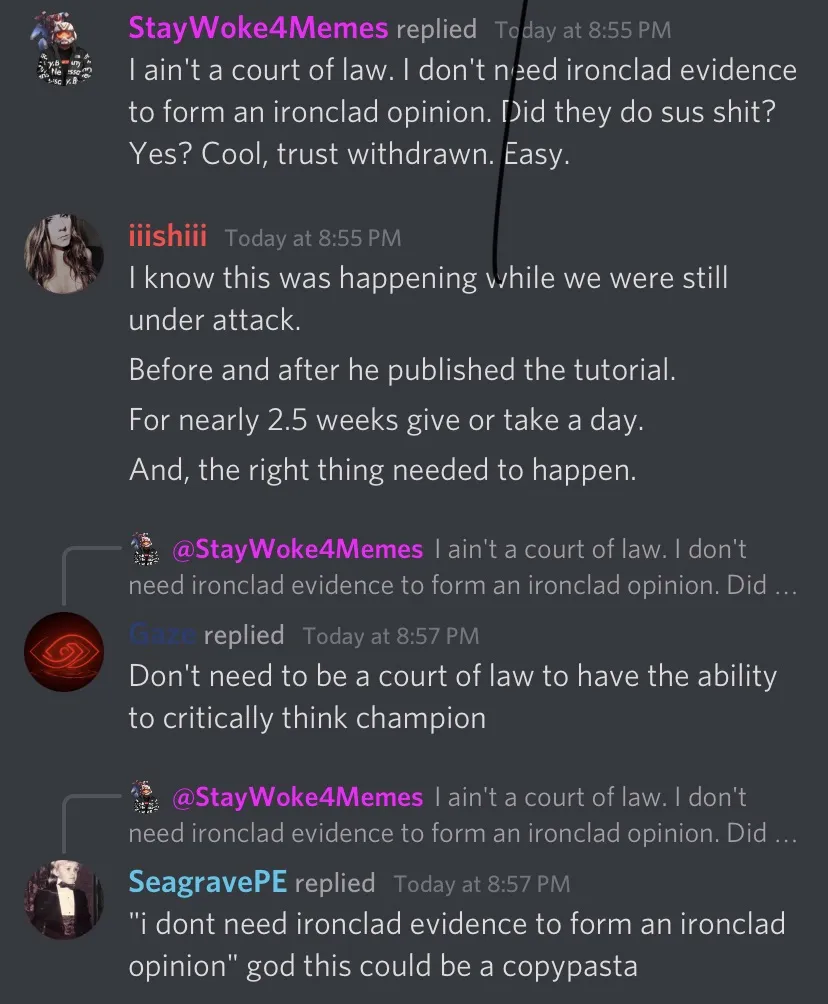 StayWoke4Memes replied Today at 8:55 PM
I ain't a court of law. I don't need ironclad evidence
to form an ironclad opinion. Did they do sus shit?
Yes? Cool, trust withdrawn. Easy.
iiishiii Today at 8:55 PM
I know this was happening while we were still
under attack.
Before and after he published the tutorial.
For nearly 2.5 weeks give or take a day.
And, the right thing needed to happen.
@StayWoke4Memes I ain't a court of law. I don't
need ironclad evidence to form an ironclad opinion. Did ...
Gaze replied Today at 8:57 PM
Don't need to be a court of law to have the ability
to critically think champion
@StayWoke4Memes I ain't a court of law. I don't
need ironclad evidence to form an ironclad opinion. Did ...
SeagravePE replied Today at 8:57 PM
"i dont need ironclad evidence to form an ironclad
opinion" god this could be a copypasta